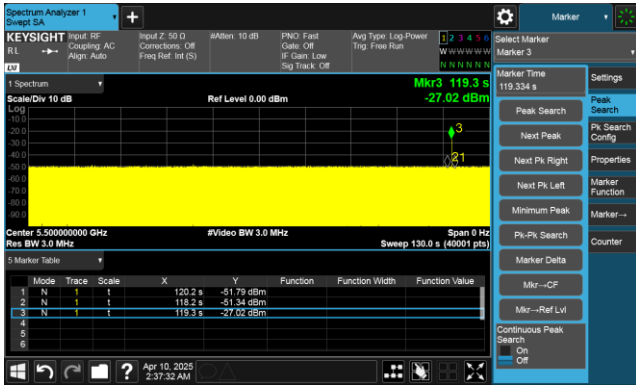 Spectrum Analyzer 1
Swept SA
Marker
KEYSIGHT
RL
LXI
Input: RF
Coupling: AC
Align: Auto
Input Z: 50 Ω
Corrections: Off
Freq Ref: Int (S)
#Atten: 10 dB
PNO: Fast
Gate: Off
IF Gain: Low
Sig Track: Off
Avg Type: Log-Power
Trig: Free Run
1 2 3 4 5 6
W W W W W W
N N N N N N
Select Marker
Marker 3
1 Spectrum
Mkr3 119.3 s
Scale/Div 10 dB
Ref Level 0.00 dBm
-27.02 dBm
Log
-10.0
-20.0
-30.0
-40.0
-50.0
-60.0
-70.0
-80.0
-90.0
3
21
Center 5.500000000 GHz
#Video BW 3.0 MHz
Span 0 Hz
Res BW 3.0 MHz
Sweep 130.0 s (40001 pts)
5 Marker Table
Mode Trace Scale X Y Function Function Width Function Value
1 N 1 t 120.2 s -51.79 dBm
2 N 1 t 118.2 s -51.34 dBm
3 N 1 t 119.3 s -27.02 dBm
4
5
6
Marker Time
119.334 s
Peak Search
Next Peak
Next Pk Right
Next Pk Left
Minimum Peak
Pk-Pk Search
Marker Delta
Mkr→CF
Mkr→Ref Lvl
Continuous Peak
Search
On
Off
Settings
Peak
Search
Pk Search
Config
Properties
Marker
Function
Marker→
Counter
?
Apr 10, 2025
2:37:32 AM